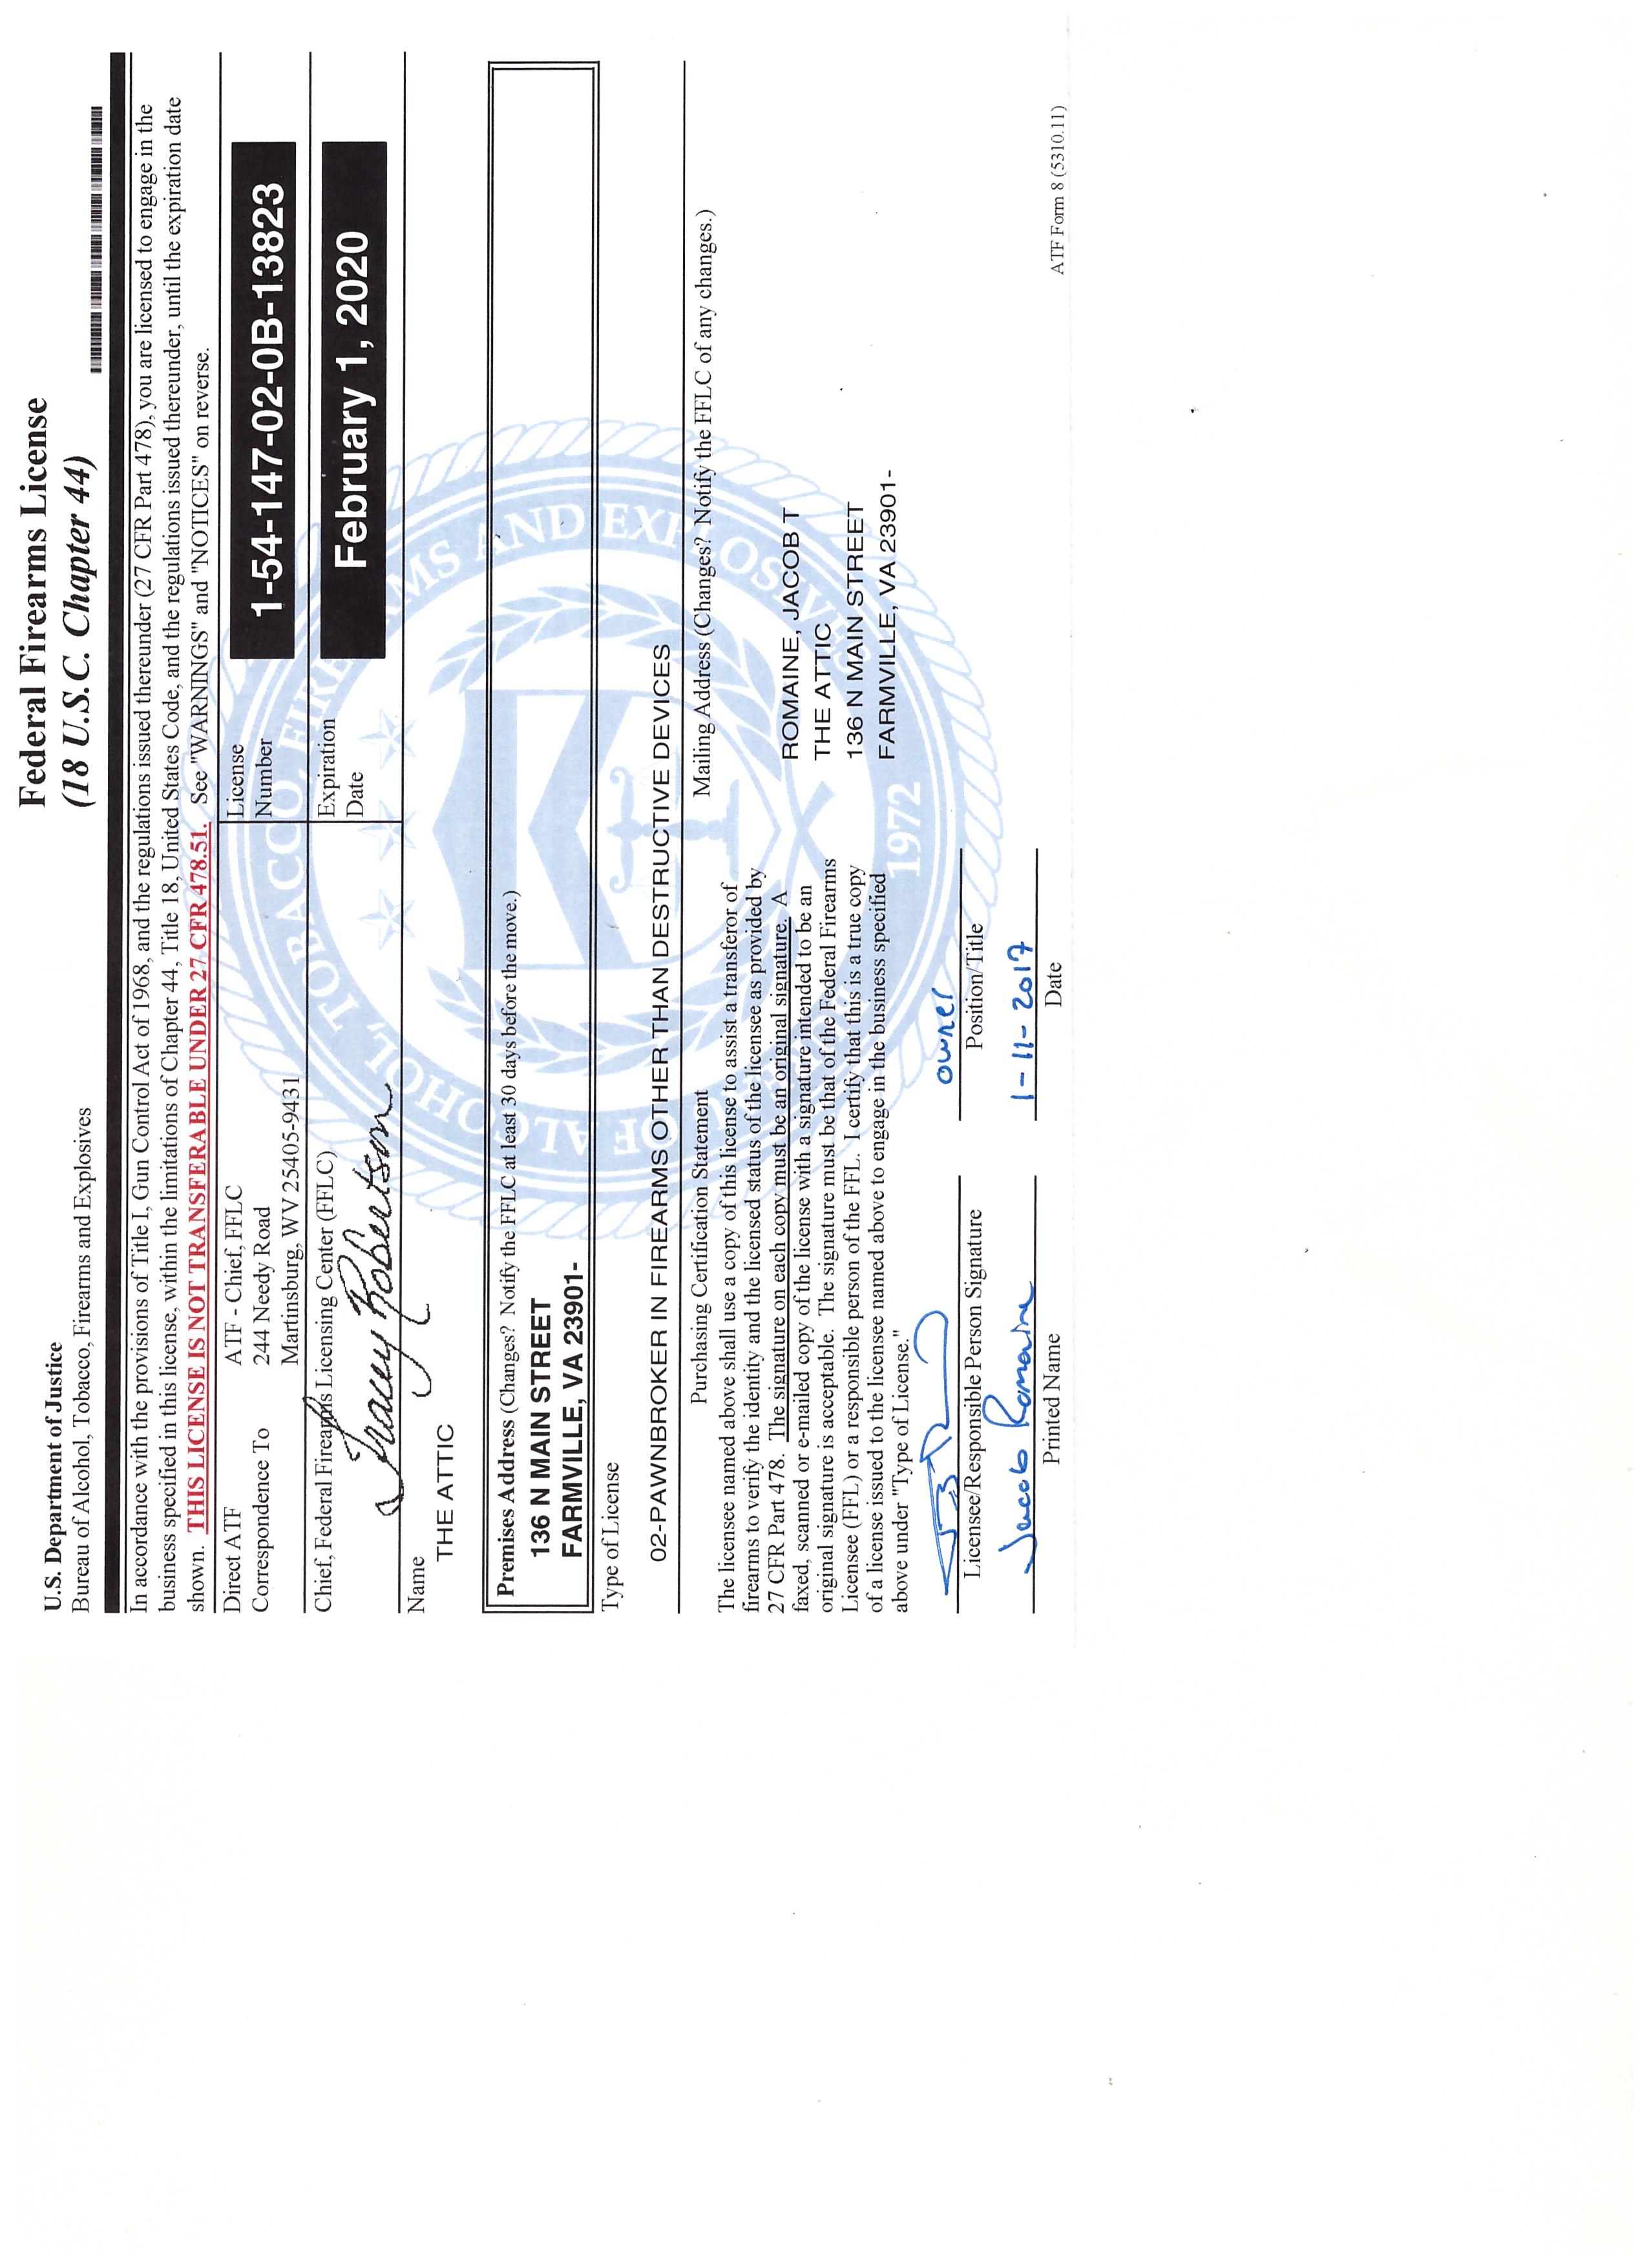 U.S. Department of Justice
Bureau of Alcohol, Tobacco, Firearms and Explosives
Federal Firearms License
(18 U.S.C. Chapter 44)
In accordance with the provisions of Title I, Gun Control Act of 1968, and the regulations issued thereunder (27 CFR Part 478), you are licensed to engage in the
business specified in this license, within the limitations of Chapter 44, Title 18, United States Code, and the regulations issued thereunder, until the expiration date
shown. THIS LICENSE IS NOT TRANSFERABLE UNDER 27 CFR 478.51. See "WARNINGS" and "NOTICES" on reverse.
Direct ATF
Correspondence To
ATF - Chief, FFLC
244 Needy Road
Martinsburg, WV 25405-9431
License
Number
1-54-147-02-0B-13823
Chief, Federal Firearms Licensing Center (FFLC)
Tracey Robertson
Expiration
Date
February 1, 2020
Name
THE ATTIC
Premises Address (Changes? Notify the FFLC at least 30 days before the move.)
136 N MAIN STREET
FARMVILLE, VA 23901-
Type of License
02-PAWNBROKER IN FIREARMS OTHER THAN DESTRUCTIVE DEVICES
Purchasing Certification Statement
The licensee named above shall use a copy of this license to assist a transferor of
firearms to verify the identity and the licensed status of the licensee as provided by
27 CFR Part 478. The signature on each copy must be an original signature. A
faxed, scanned or e-mailed copy of the license with a signature intended to be an
original signature is acceptable. The signature must be that of the Federal Firearms
Licensee (FFL) or a responsible person of the FFL. I certify that this is a true copy
of a license issued to the licensee named above to engage in the business specified
above under "Type of License."
Mailing Address (Changes? Notify the FFLC of any changes.)
ROMAINE, JACOB T
THE ATTIC
136 N MAIN STREET
FARMVILLE, VA 23901-
owner
Licensee/Responsible Person Signature
Position/Title
Jacob Romaine
1-11-2017
Printed Name
Date
ATF Form 8 (5310.11)
OF ALCOHOL, TOBACCO, FIREARMS AND EXPLOSIVES
1972